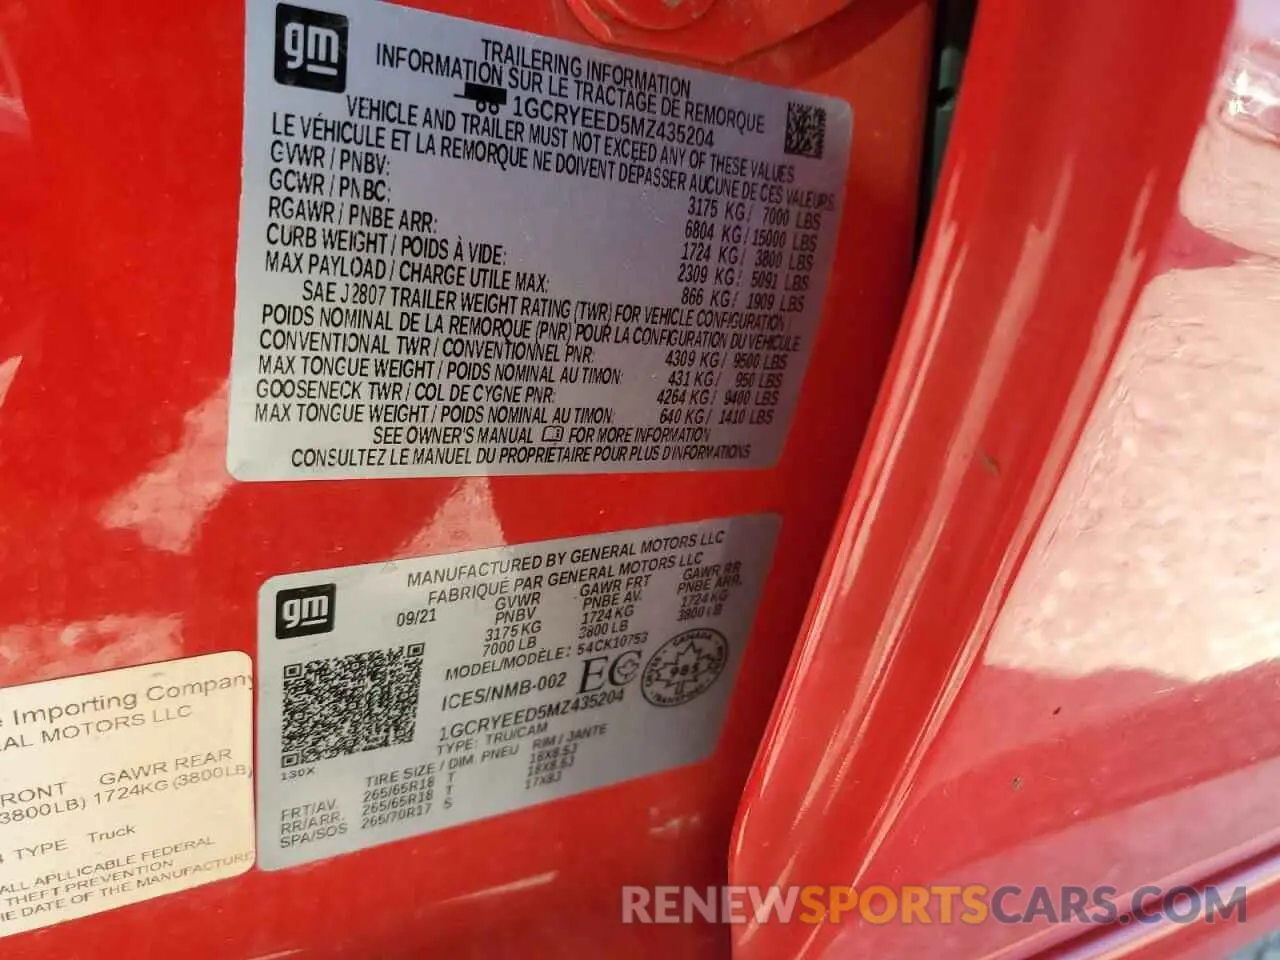 gm
TRAILERING INFORMATION
INFORMATION SUR LE TRACTAGE DE REMORQUE
1GCRYEED5MZ435204
VEHICLE AND TRAILER MUST NOT EXCEED ANY OF THESE VALUES
LE VÉHICULE ET LA REMORQUE NE DOIVENT DÉPASSER AUCUNE DE CES VALEURS
GVWR / PNBV: 3175 KG/ 7000 LBS
GCWR / PNBC: 6804 KG/ 15000 LBS
RGAWR / PNBE ARR: 1724 KG/ 3800 LBS
CURB WEIGHT / POIDS À VIDE: 2309 KG/ 5091 LBS
MAX PAYLOAD / CHARGE UTILE MAX: 866 KG/ 1909 LBS
SAE J2807 TRAILER WEIGHT RATING (TWR) FOR VEHICLE CONFIGURATION /
POIDS NOMINAL DE LA REMORQUE (PNR) POUR LA CONFIGURATION DU VÉHICULE
CONVENTIONAL TWR / CONVENTIONNEL PNR: 4309 KG/ 9500 LBS
MAX TONGUE WEIGHT / POIDS NOMINAL AU TIMON: 431 KG/ 950 LBS
GOOSENECK TWR / COL DE CYGNE PNR: 4264 KG/ 9400 LBS
MAX TONGUE WEIGHT / POIDS NOMINAL AU TIMON: 640 KG/ 1410 LBS
SEE OWNER'S MANUAL FOR MORE INFORMATION
CONSULTEZ LE MANUEL DU PROPRIÉTAIRE POUR PLUS D'INFORMATIONS
gm
MANUFACTURED BY GENERAL MOTORS LLC
FABRIQUÉ PAR GENERAL MOTORS LLC
09/21 GVWR GAWR FRT GAWR RR
PNBV PNBE AV. PNBE ARR.
3175 KG 1724 KG 1724 KG
7000 LB 3800 LB 3800 LB
MODEL/MODÈLE: 54CK10753
ICES/NMB-002 EC
CANADA
TRANSPORT
1GCRYEED5MZ435204
TYPE: TRU/CAM
130X
TIRE SIZE / DIM. PNEU RIM / JANTE
FRT/AV. 265/65R18 T 18X8.5J
RR/ARR. 265/65R18 T 18X8.5J
SPA/SOS 265/70R17 S 17X8J
e Importing Company
AL MOTORS LLC
RONT GAWR REAR
3800LB) 1724KG (3800LB)
TYPE Truck
ALL APLLICABLE FEDERAL
THEFT PREVENTION
E DATE OF THE MANUFACTURE
RENEWSPORTSCARS.COM